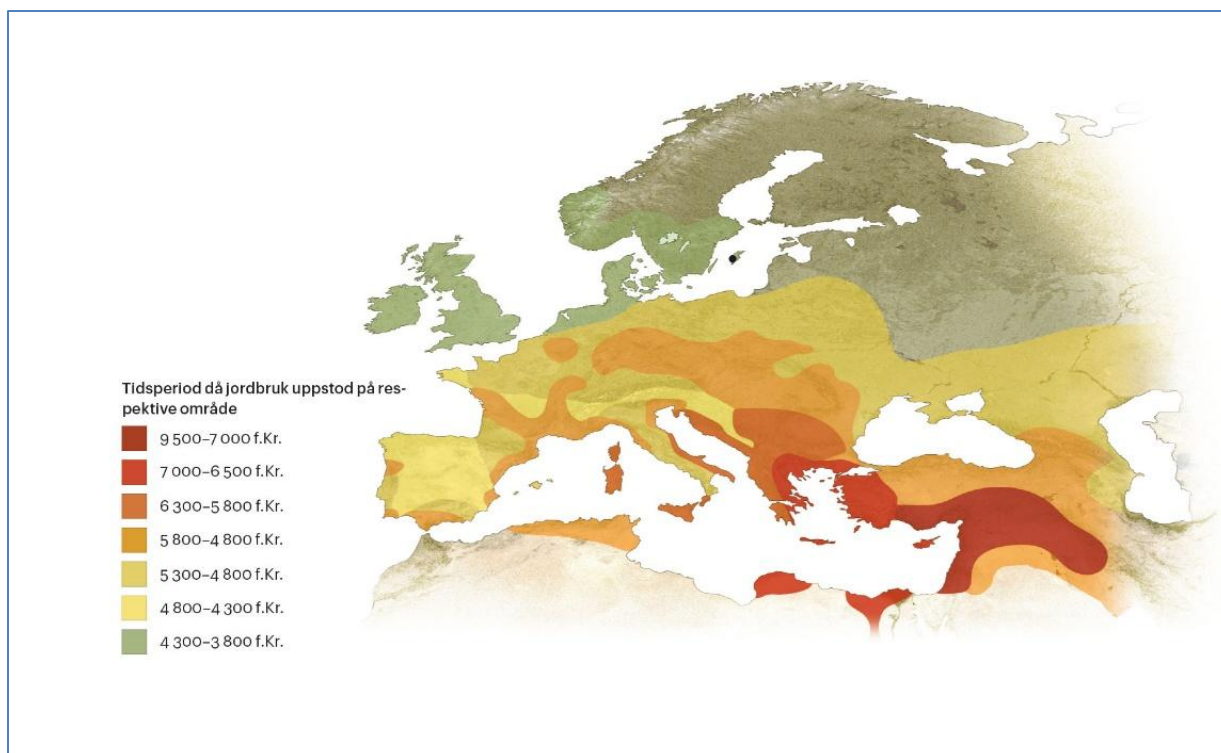 Tidsperiod då jordbruk uppstod på res-
pektive område
9 500–7 000 f.Kr.
7 000–6 500 f.Kr.
6 300–5 800 f.Kr.
5 800–4 800 f.Kr.
5 300–4 800 f.Kr.
4 800–4 300 f.Kr.
4 300–3 800 f.Kr.